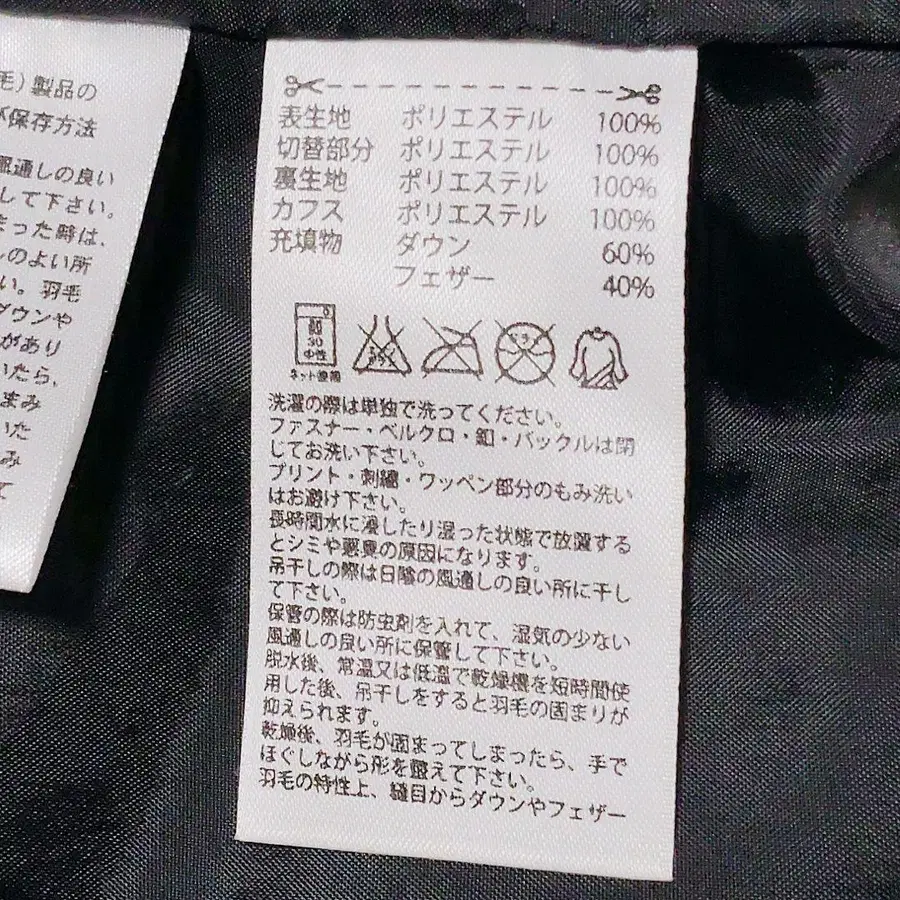 毛）製品の
保存方法
風通しの良い
して下さい。
まった時は、
のよい所
い。羽毛
ダウンや
があり
いたら、
まみ
いた
み
て
表生地 ポリエステル 100%
切替部分 ポリエステル 100%
裏生地 ポリエステル 100%
カフス ポリエステル 100%
充填物 ダウン 60%
フェザー 40%
30
中性
ネット使用
洗濯の際は単独で洗ってください。
ファスナー・ベルクロ・釦・バックルは閉
じてお洗い下さい。
プリント・刺繍・ワッペン部分のもみ洗い
はお避け下さい。
長時間水に浸したり湿った状態で放置する
とシミや悪臭の原因になります。
吊干しの際は日陰の風通しの良い所に干し
て下さい。
保管の際は防虫剤を入れて、湿気の少ない
風通しの良い所に保管して下さい。
脱水後、常温又は低温で乾燥機を短時間使
用した後、吊干しをすると羽毛の固まりが
抑えられます。
乾燥後、羽毛が固まってしまったら、手で
ほぐしながら形を整えて下さい。
羽毛の特性上、縫目からダウンやフェザー